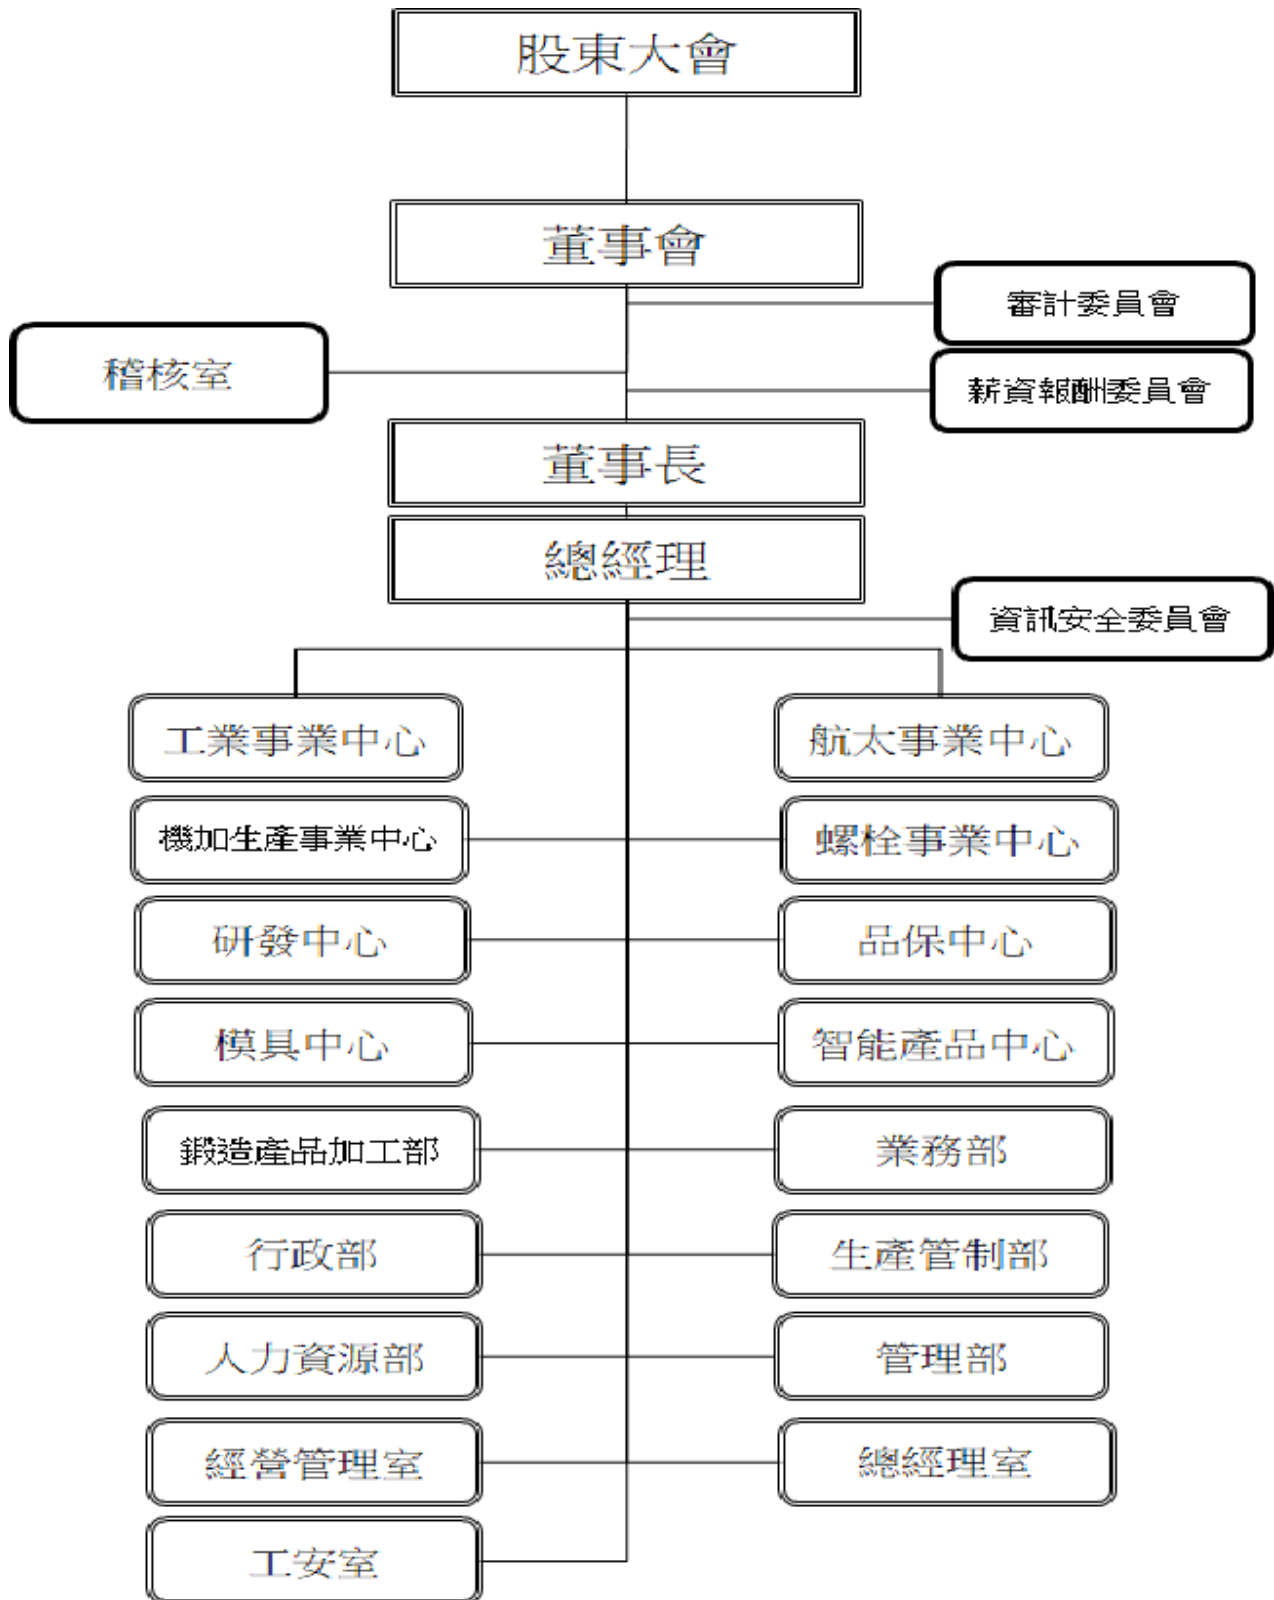 股東大會
董事會
審計委員會
稽核室
薪資報酬委員會
董事長
總經理
資訊安全委員會
工業事業中心
航太事業中心
機加生產事業中心
螺栓事業中心
研發中心
品保中心
模具中心
智能產品中心
鍛造產品加工部
業務部
行政部
生產管制部
人力資源部
管理部
經營管理室
總經理室
工安室